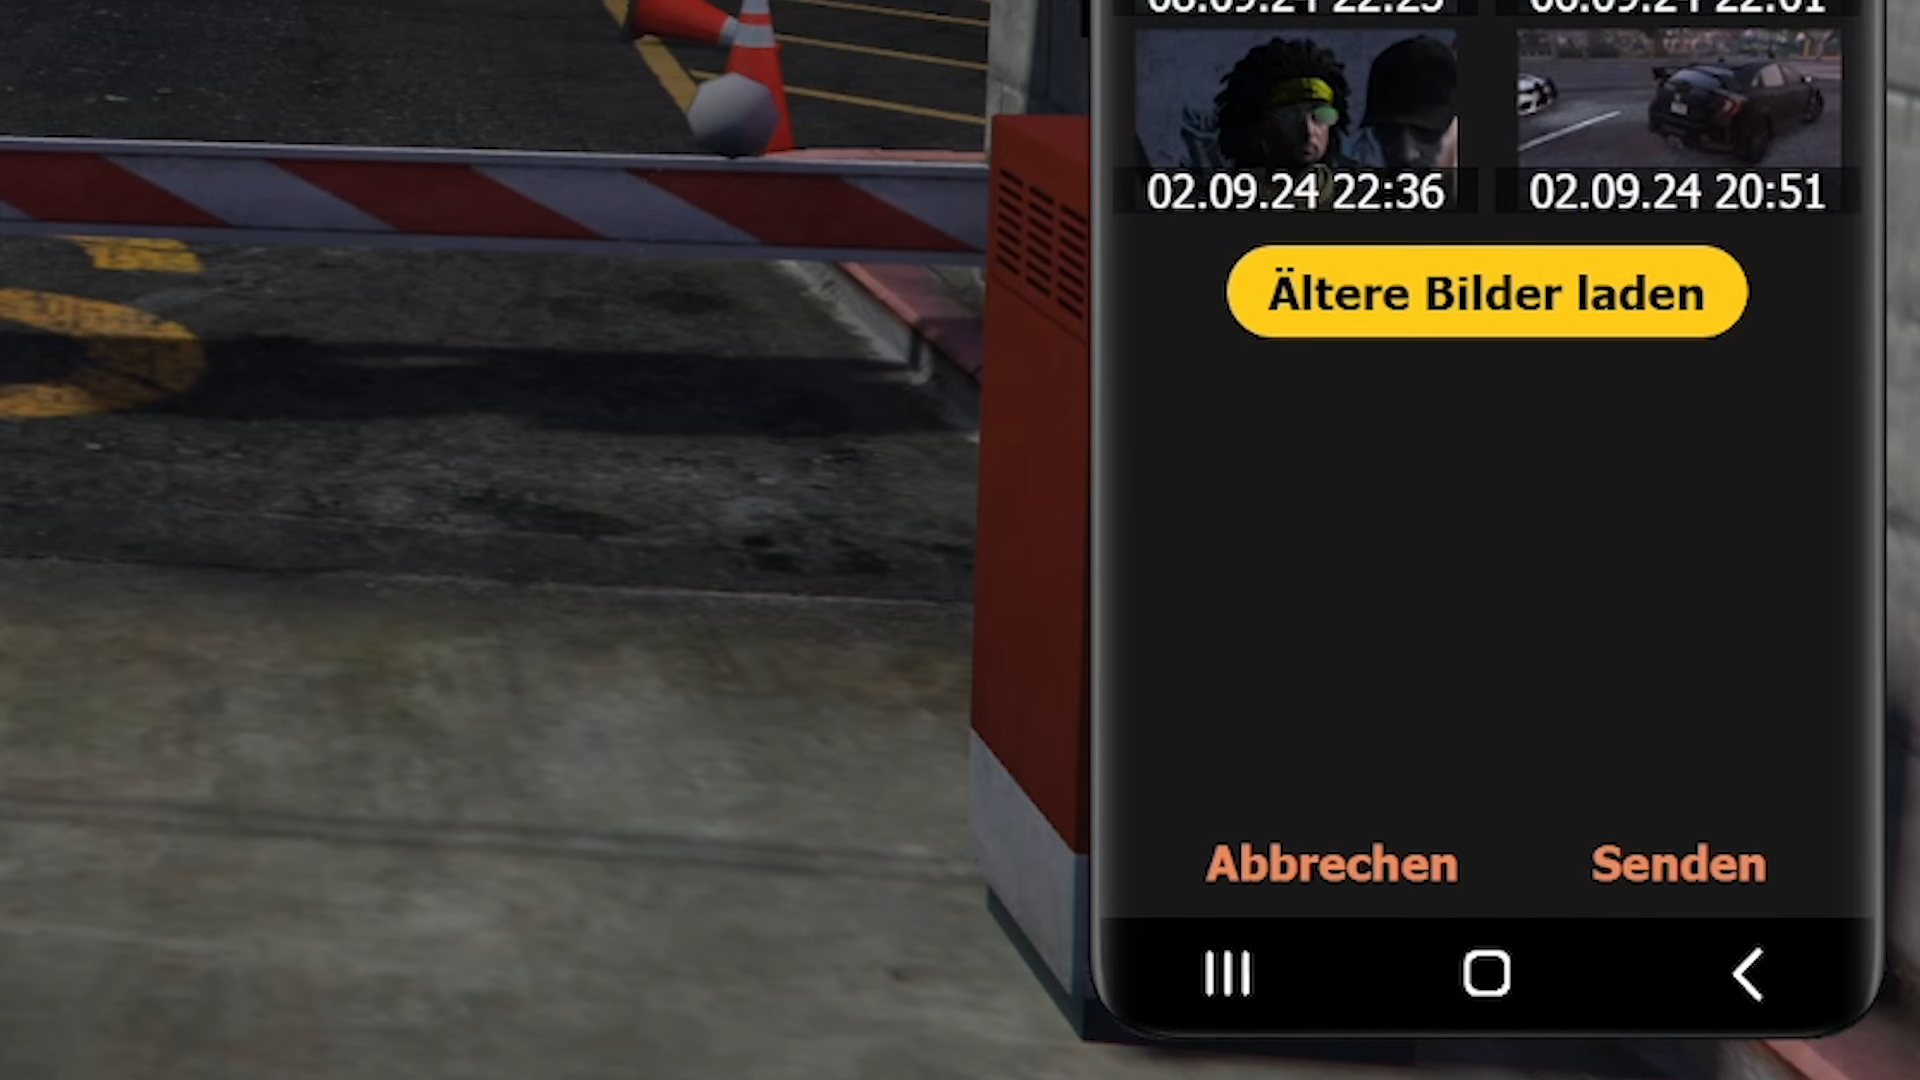 02.09.24 22:36
02.09.24 20:51
Ältere Bilder laden
Abbrechen
Senden